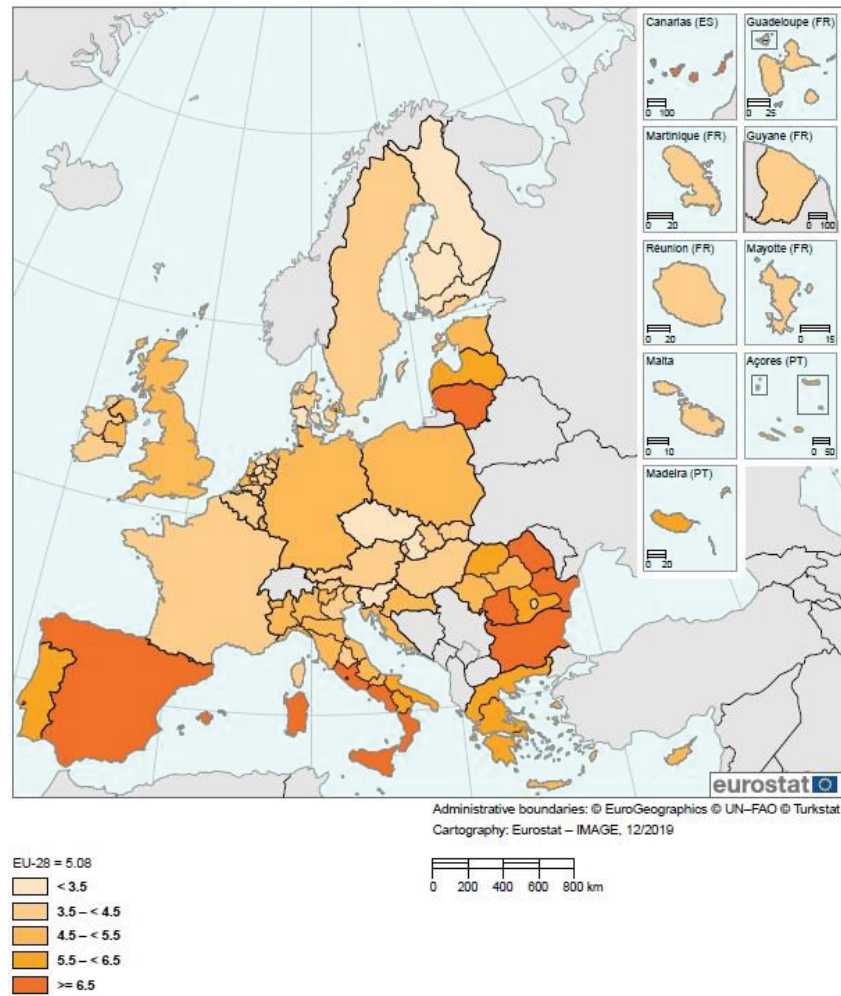 Canarias (ES)
0 100
Guadeloupe (FR)
0 25
Martinique (FR)
0 20
Guyane (FR)
0 100
Réunion (FR)
0 20
Mayotte (FR)
0 15
Malta
0 10
Açores (PT)
0 50
Madeira (PT)
0 20
eurostat
Administrative boundaries: © EuroGeographics © UN–FAO © Turkstat
Cartography: Eurostat – IMAGE, 12/2019
0 200 400 600 800 km
EU-28 = 5.08
< 3.5
3.5 – < 4.5
4.5 – < 5.5
5.5 – < 6.5
>= 6.5